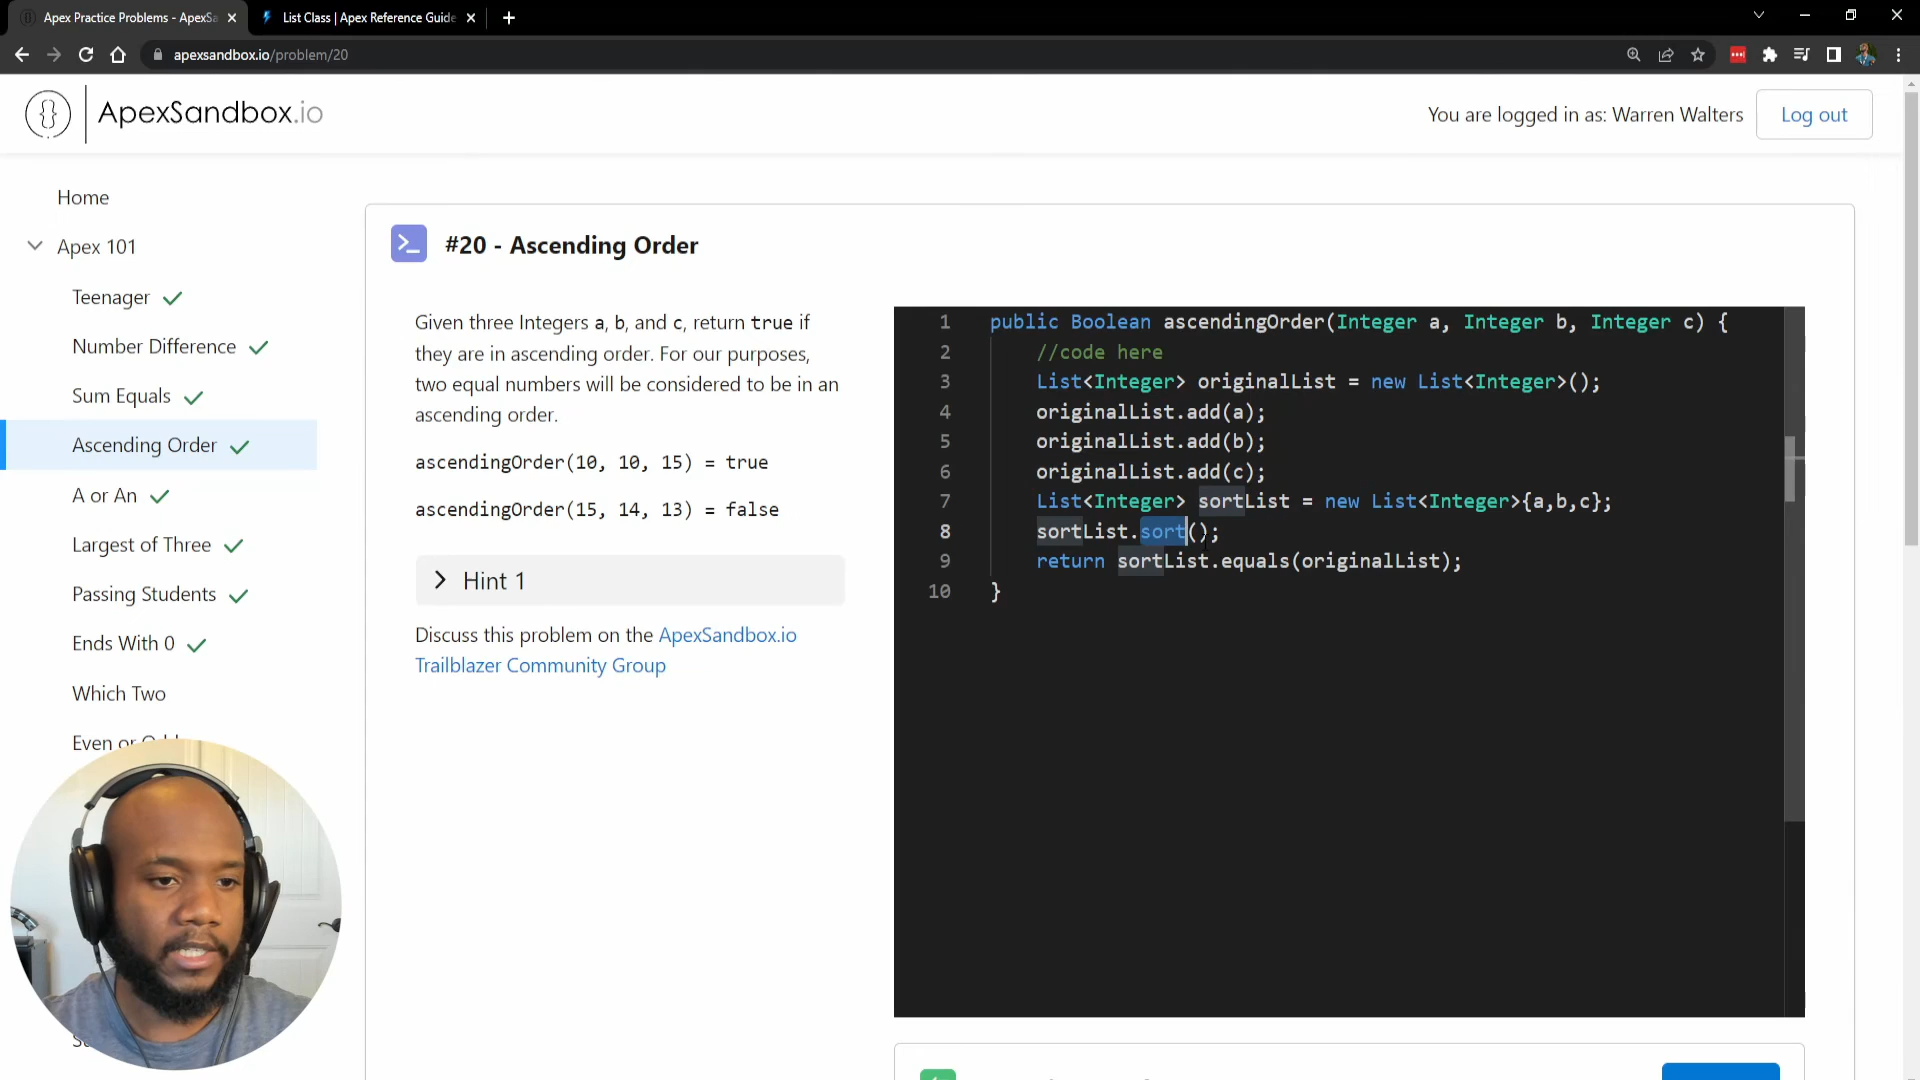 Apex Practice Problems - ApexSa
List Class | Apex Reference Guide
apexsandbox.io/problem/20
{} ApexSandbox.io
You are logged in as: Warren Walters
Log out
Home
Apex 101
Teenager
Number Difference
Sum Equals
Ascending Order
A or An
Largest of Three
Passing Students
Ends With 0
Which Two
Even or Odd
#20 - Ascending Order
Given three Integers a, b, and c, return true if
they are in ascending order. For our purposes,
two equal numbers will be considered to be in an
ascending order.
ascendingOrder(10, 10, 15) = true
ascendingOrder(15, 14, 13) = false
Hint 1
Discuss this problem on the ApexSandbox.io
Trailblazer Community Group
1 public Boolean ascendingOrder(Integer a, Integer b, Integer c) {
2 //code here
3 List<Integer> originalList = new List<Integer>();
4 originalList.add(a);
5 originalList.add(b);
6 originalList.add(c);
7 List<Integer> sortList = new List<Integer>{a,b,c};
8 sortList.sort();
9 return sortList.equals(originalList);
10 }